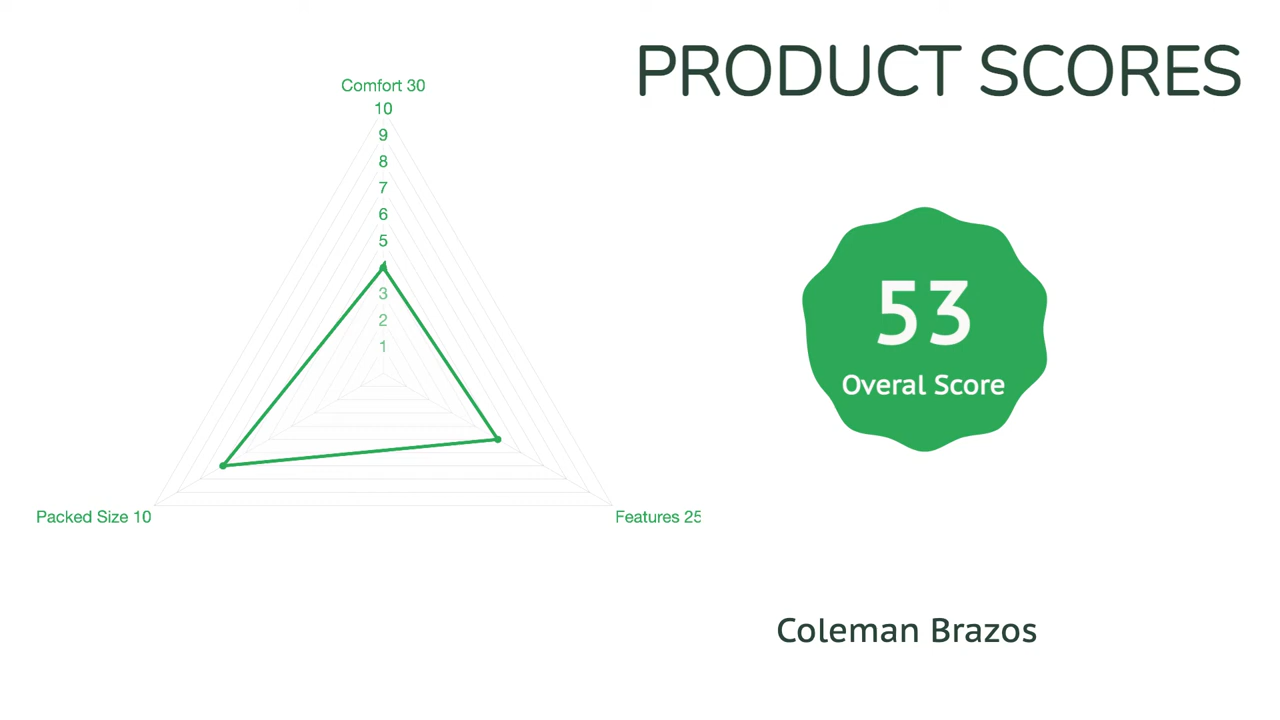 PRODUCT SCORES
Comfort 30
10
9
8
7
6
5
3
2
1
Packed Size 10
Features 25
53
Overal Score
Coleman Brazos